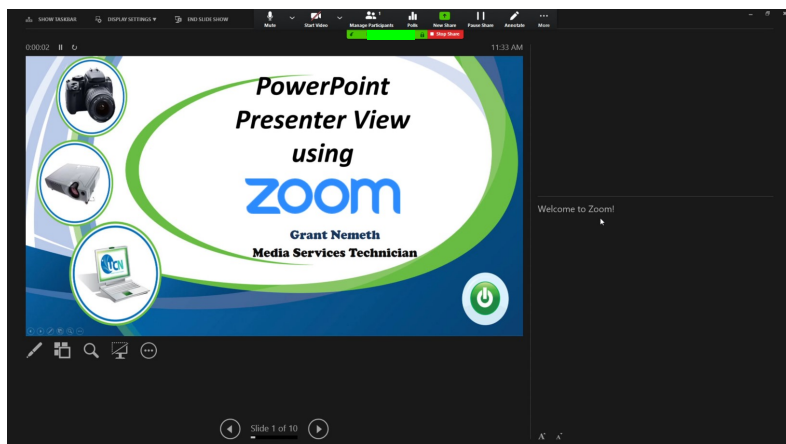 SHOW TASKBAR
DISPLAY SETTINGS ▼
END SLIDE SHOW
Mute
Start Video
1
Manage Participants
Polls
New Share
Pause Share
Annotate
More
Stop Share
0:00:02
11:33 AM
PowerPoint
Presenter View
using
zoom
Grant Nemeth
Media Services Technician
UCN
Welcome to Zoom!
Slide 1 of 10
A A